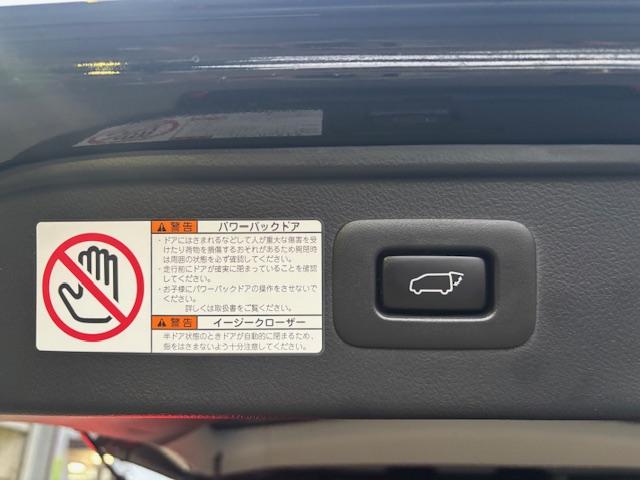 警告 パワーバックドア
・ドアにはさまれるなどして人が重大な傷害を受
けたり荷物を損傷するおそれがあるため開閉時
は周囲の状態を必ず確認してください。
・走行前にドアが確実に閉まっていることを確認
してください。
・お子様にパワーバックドアの操作をさせないで
ください。
詳しくは取扱書をご覧ください。
警告 イージークローザー
半ドア状態のときドアが自動的に閉まるため、
指をはさまないよう十分注意してください。